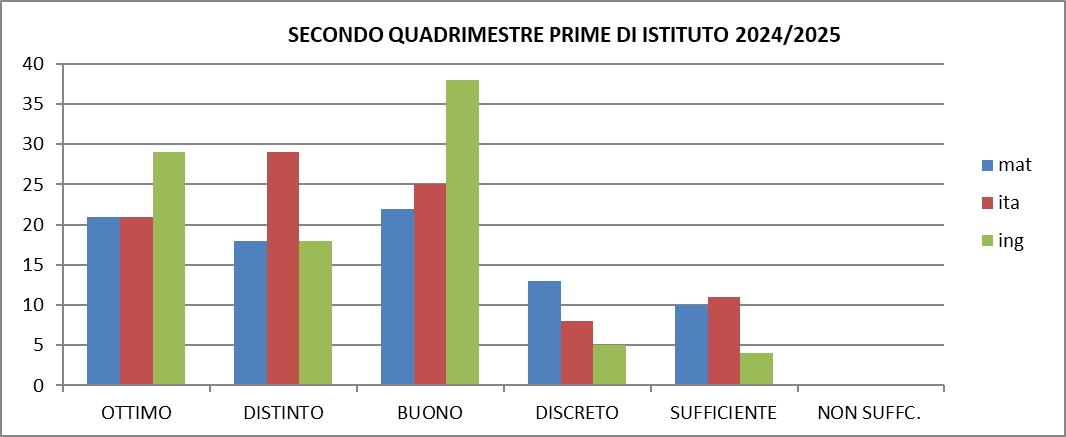 SECONDO QUADRIMESTRE PRIME DI ISTITUTO 2024/2025
40
35
30
25
20
15
10
5
0
OTTIMO DISTINTO BUONO DISCRETO SUFFICIENTE NON SUFFC.
mat
ita
ing